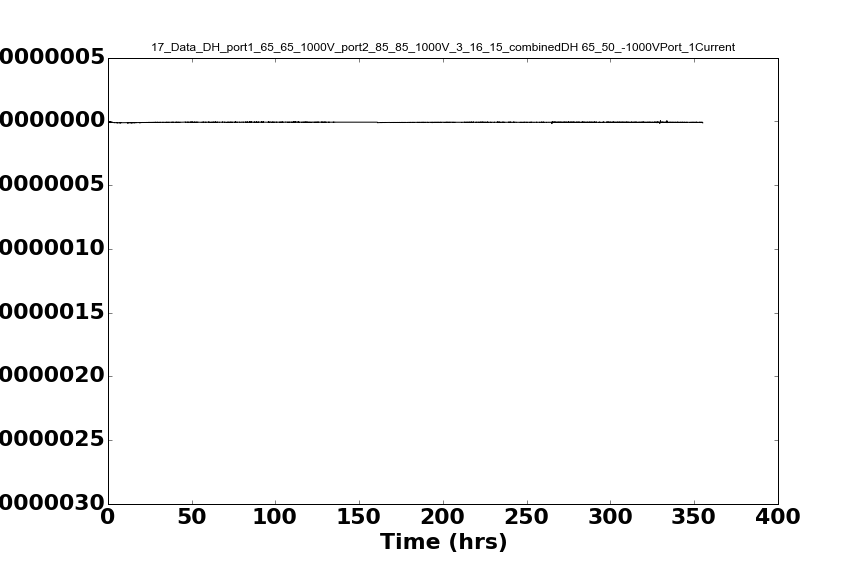 17_Data_DH_port1_65_65_1000V_port2_85_85_1000V_3_16_15_combinedDH 65_50_-1000VPort_1Current
0000005
0000000
0000005
0000010
0000015
0000020
0000025
0000030
0 50 100 150 200 250 300 350 400
Time (hrs)